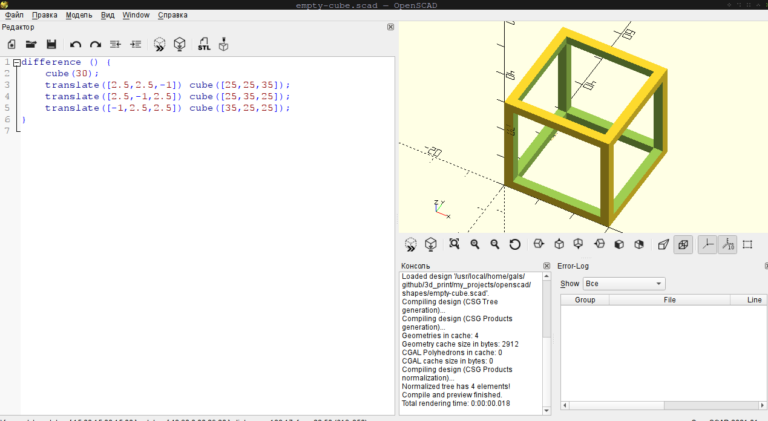 empty-cube.scad – OpenSCAD
Файл Правка Модель Вид Window Справка
Редактор
STL
1 difference () {
2 cube(30);
3 translate([2.5,2.5,-1]) cube([25,25,35]);
4 translate([2.5,-1,2.5]) cube([25,35,25]);
5 translate([-1,2.5,2.5]) cube([35,25,25]);
6 }
7
Консоль
Loaded design '/usr/local/home/gals/
github/3d_print/my_projects/openscad/
shapes/empty-cube.scad'.
Compiling design (CSG Tree
generation)...
Compiling design (CSG Products
generation)...
Geometries in cache: 4
Geometry cache size in bytes: 2912
CGAL Polyhedrons in cache: 0
CGAL cache size in bytes: 0
Compiling design (CSG Products
normalization)...
Normalized tree has 4 elements!
Compile and preview finished.
Total rendering time: 0:00:00.018
Error-Log
Show Все
Group File Line